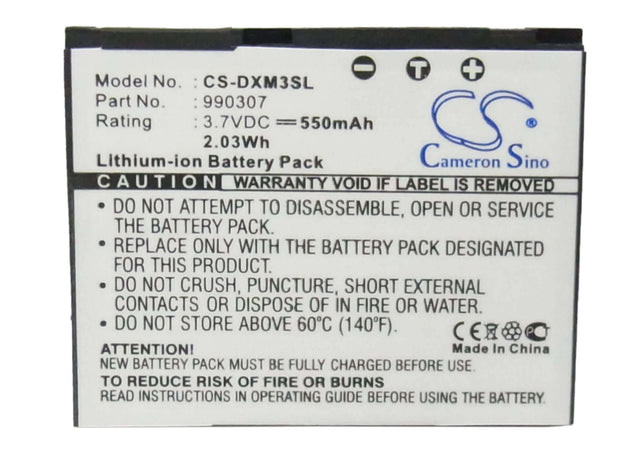 Model No. : CS-DXM3SL
Part No. : 990307
Rating : 3.7VDC 550mAh
2.03Wh
Lithium-ion Battery Pack
- T +
CS
Cameron Sino
CAUTION WARRANTY VOID IF LABEL REMOVED
• DO NOT ATTEMPT TO DISASSEMBLE, OPEN OR SERVICE
THE BATTERY PACK.
• REPLACE ONLY WITH THE BATTERY PACK DESIGNATED
FOR THIS PRODUCT.
• DO NOT CRUSH, PUNCTURE, SHORT EXTERNAL
CONTACTS OR DISPOSE OF IN FIRE OR WATER.
• DO NOT STORE ABOVE 60°C (140°F).
CE
Made In China
ATTENTION!
NEW BATTERY PACK MUST BE FULLY CHARGED BEFORE USE.
TO REDUCE RISK OF FIRE OR BURNS
READ INSTRUCTIONS IN OPERATING GUIDE BEFORE USING THE BATTERY.